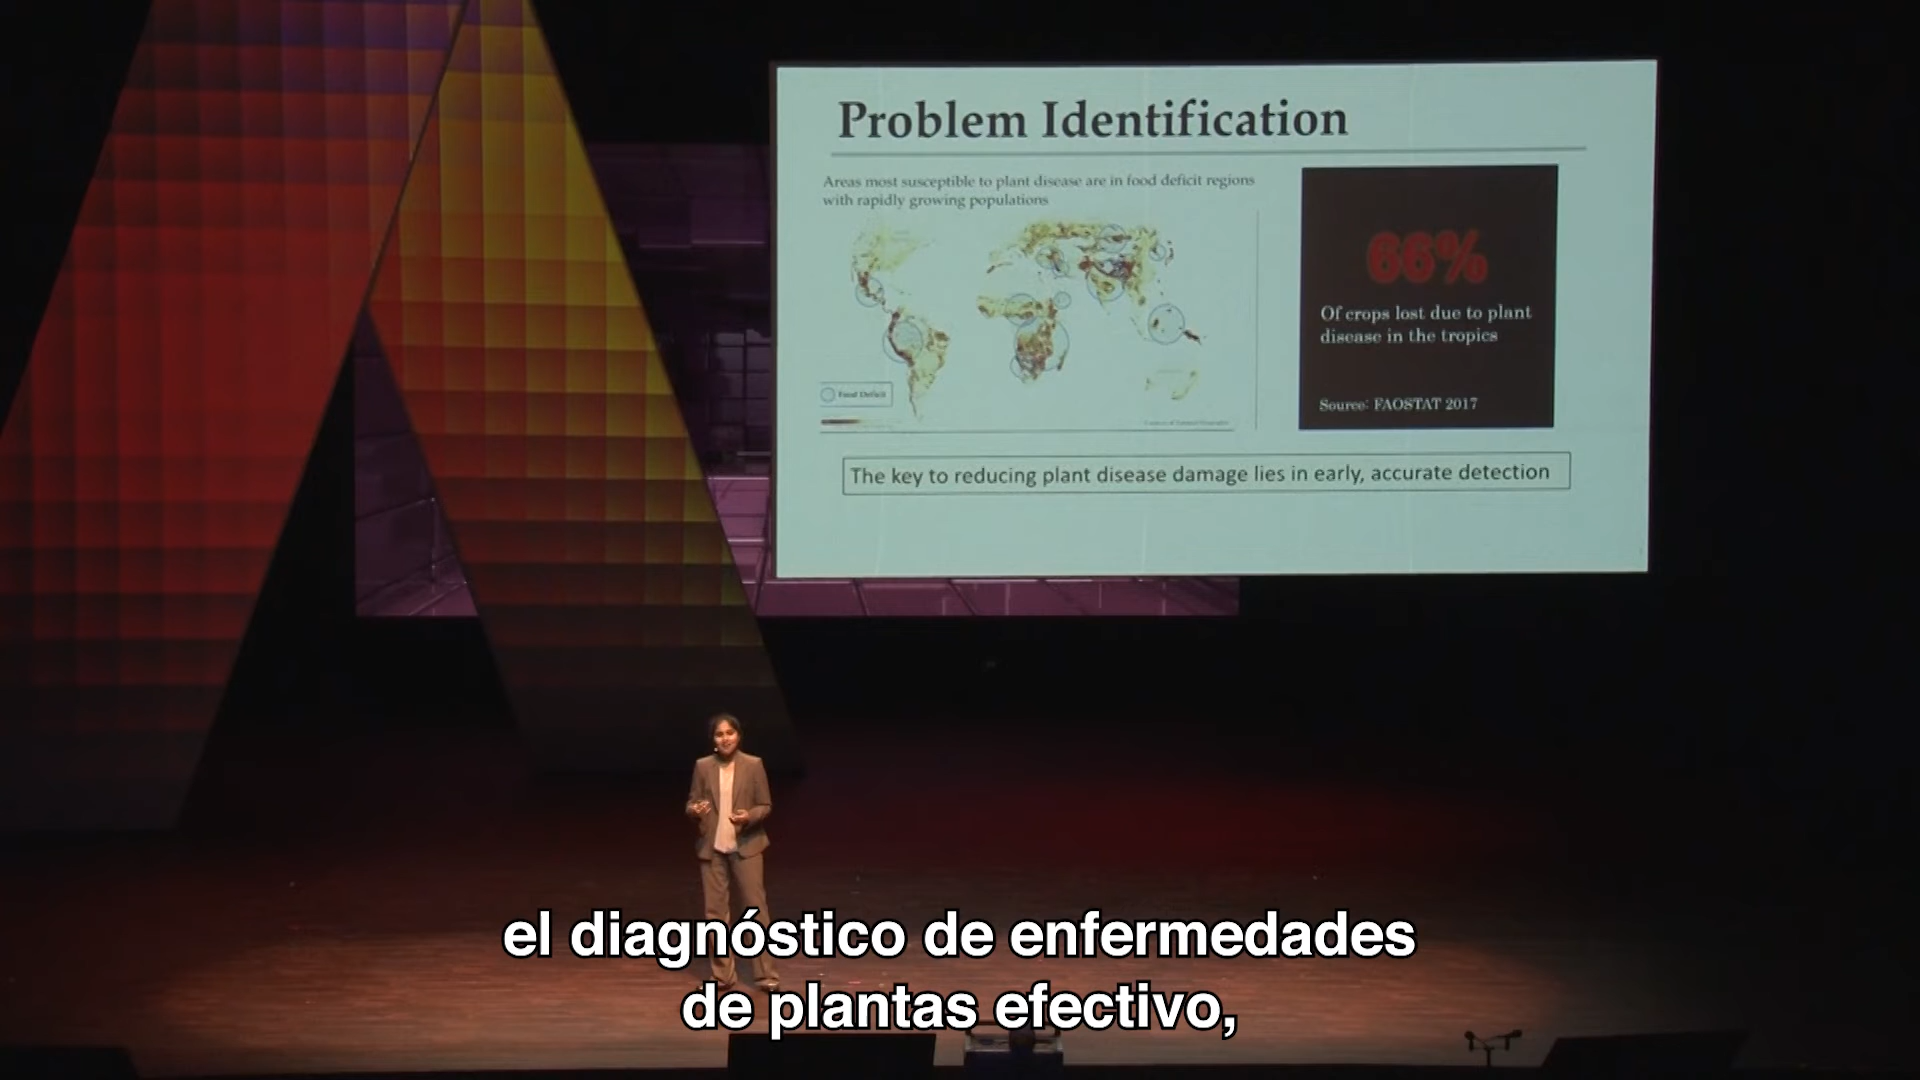 Problem Identification
Areas most susceptible to plant disease are in food deficit regions
with rapidly growing populations
66%
Of crops lost due to plant
disease in the tropics
Food Deficit
Source: FAOSTAT 2017
The key to reducing plant disease damage lies in early, accurate detection
el diagnóstico de enfermedades
de plantas efectivo,